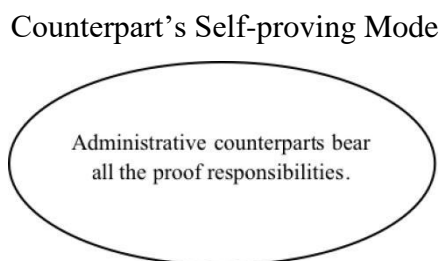 Counterpart’s Self-proving Mode
Administrative counterparts bear
all the proof responsibilities.